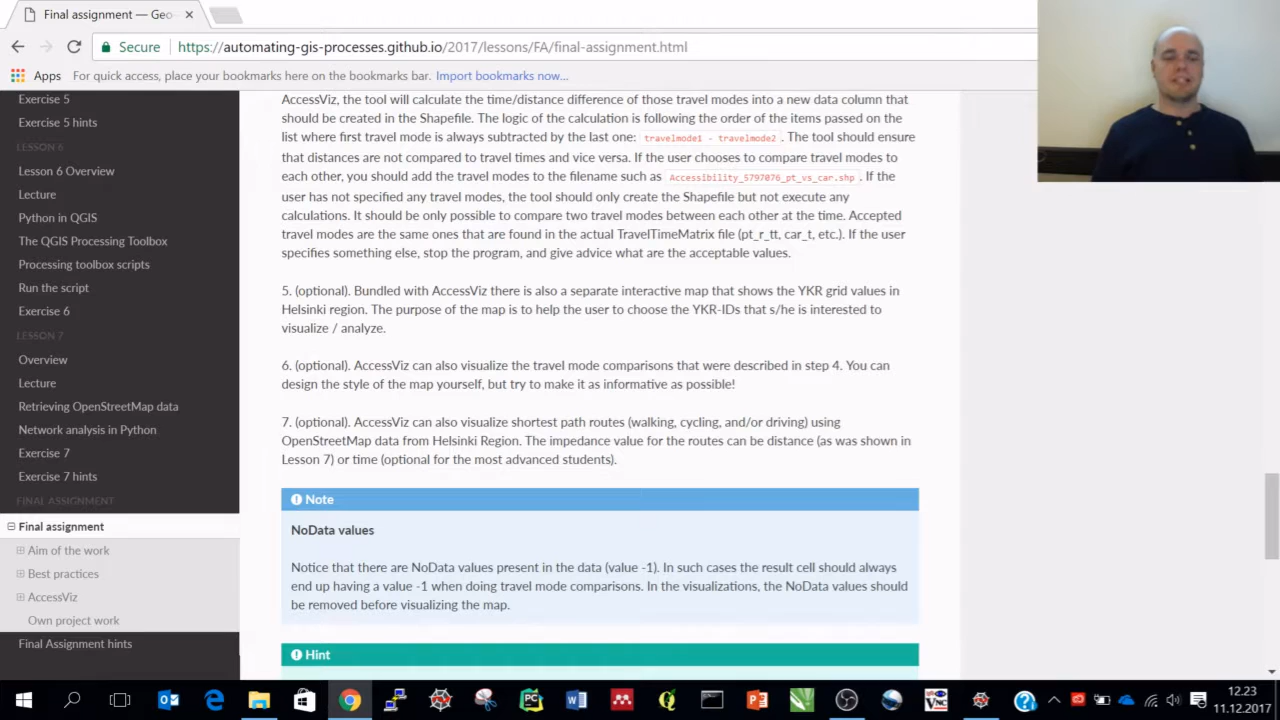 Final assignment — Geo-
Secure
https://automating-gis-processes.github.io/2017/lessons/FA/final-assignment.html
Apps For quick access, place your bookmarks here on the bookmarks bar. Import bookmarks now...
Exercise 5
Exercise 5 hints
LESSON 6
Lesson 6 Overview
Lecture
Python in QGIS
The QGIS Processing Toolbox
Processing toolbox scripts
Run the script
Exercise 6
LESSON 7
Overview
Lecture
Retrieving OpenStreetMap data
Network analysis in Python
Exercise 7
Exercise 7 hints
FINAL ASSIGNMENT
Final assignment
Aim of the work
Best practices
AccessViz
Own project work
Final Assignment hints
AccessViz, the tool will calculate the time/distance difference of those travel modes into a new data column that
should be created in the Shapefile. The logic of the calculation is following the order of the items passed on the
list where first travel mode is always subtracted by the last one: travelmode1 - travelmode2 . The tool should ensure
that distances are not compared to travel times and vice versa. If the user chooses to compare travel modes to
each other, you should add the travel modes to the filename such as Accessibility_5797076_pt_vs_car.shp . If the
user has not specified any travel modes, the tool should only create the Shapefile but not execute any
calculations. It should be only possible to compare two travel modes between each other at the time. Accepted
travel modes are the same ones that are found in the actual TravelTimeMatrix file (pt_r_tt, car_t, etc.). If the user
specifies something else, stop the program, and give advice what are the acceptable values.
5. (optional). Bundled with AccessViz there is also a separate interactive map that shows the YKR grid values in
Helsinki region. The purpose of the map is to help the user to choose the YKR-IDs that s/he is interested to
visualize / analyze.
6. (optional). AccessViz can also visualize the travel mode comparisons that were described in step 4. You can
design the style of the map yourself, but try to make it as informative as possible!
7. (optional). AccessViz can also visualize shortest path routes (walking, cycling, and/or driving) using
OpenStreetMap data from Helsinki Region. The impedance value for the routes can be distance (as was shown in
Lesson 7) or time (optional for the most advanced students).
Note
NoData values
Notice that there are NoData values present in the data (value -1). In such cases the result cell should always
end up having a value -1 when doing travel mode comparisons. In the visualizations, the NoData values should
be removed before visualizing the map.
Hint
12.23
11.12.2017